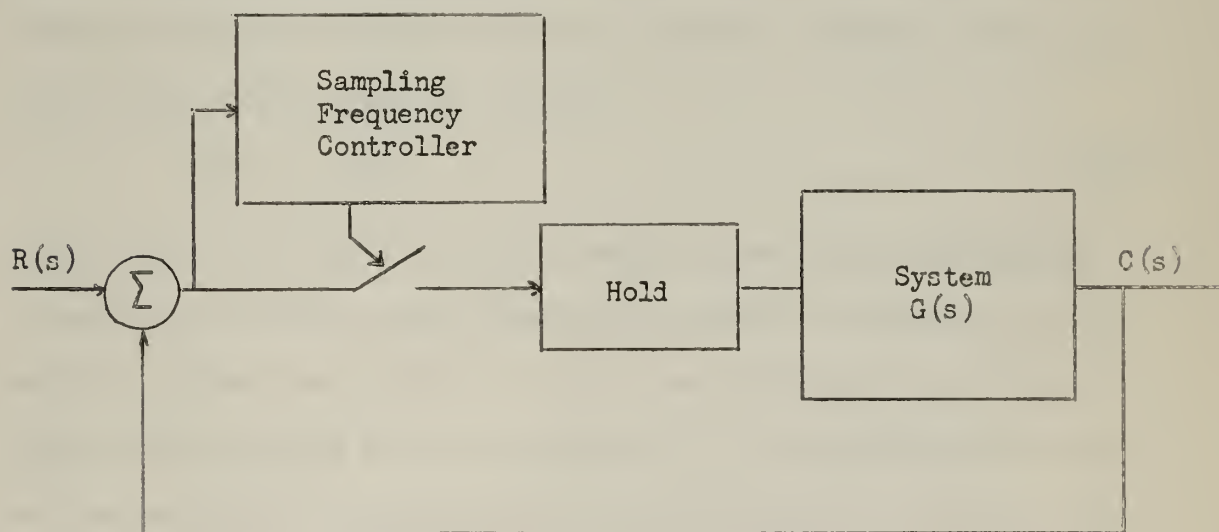 Sampling
Frequency
Controller
R(s)
Σ
Hold
System
G(s)
C(s)